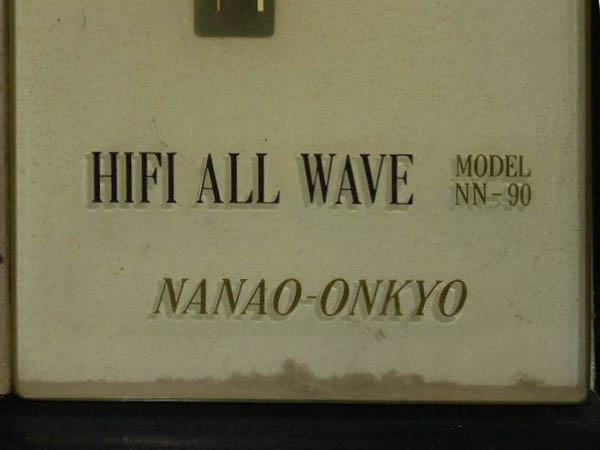 HIFI ALL WAVE
MODEL
NN-90
NANAO-ONKYO